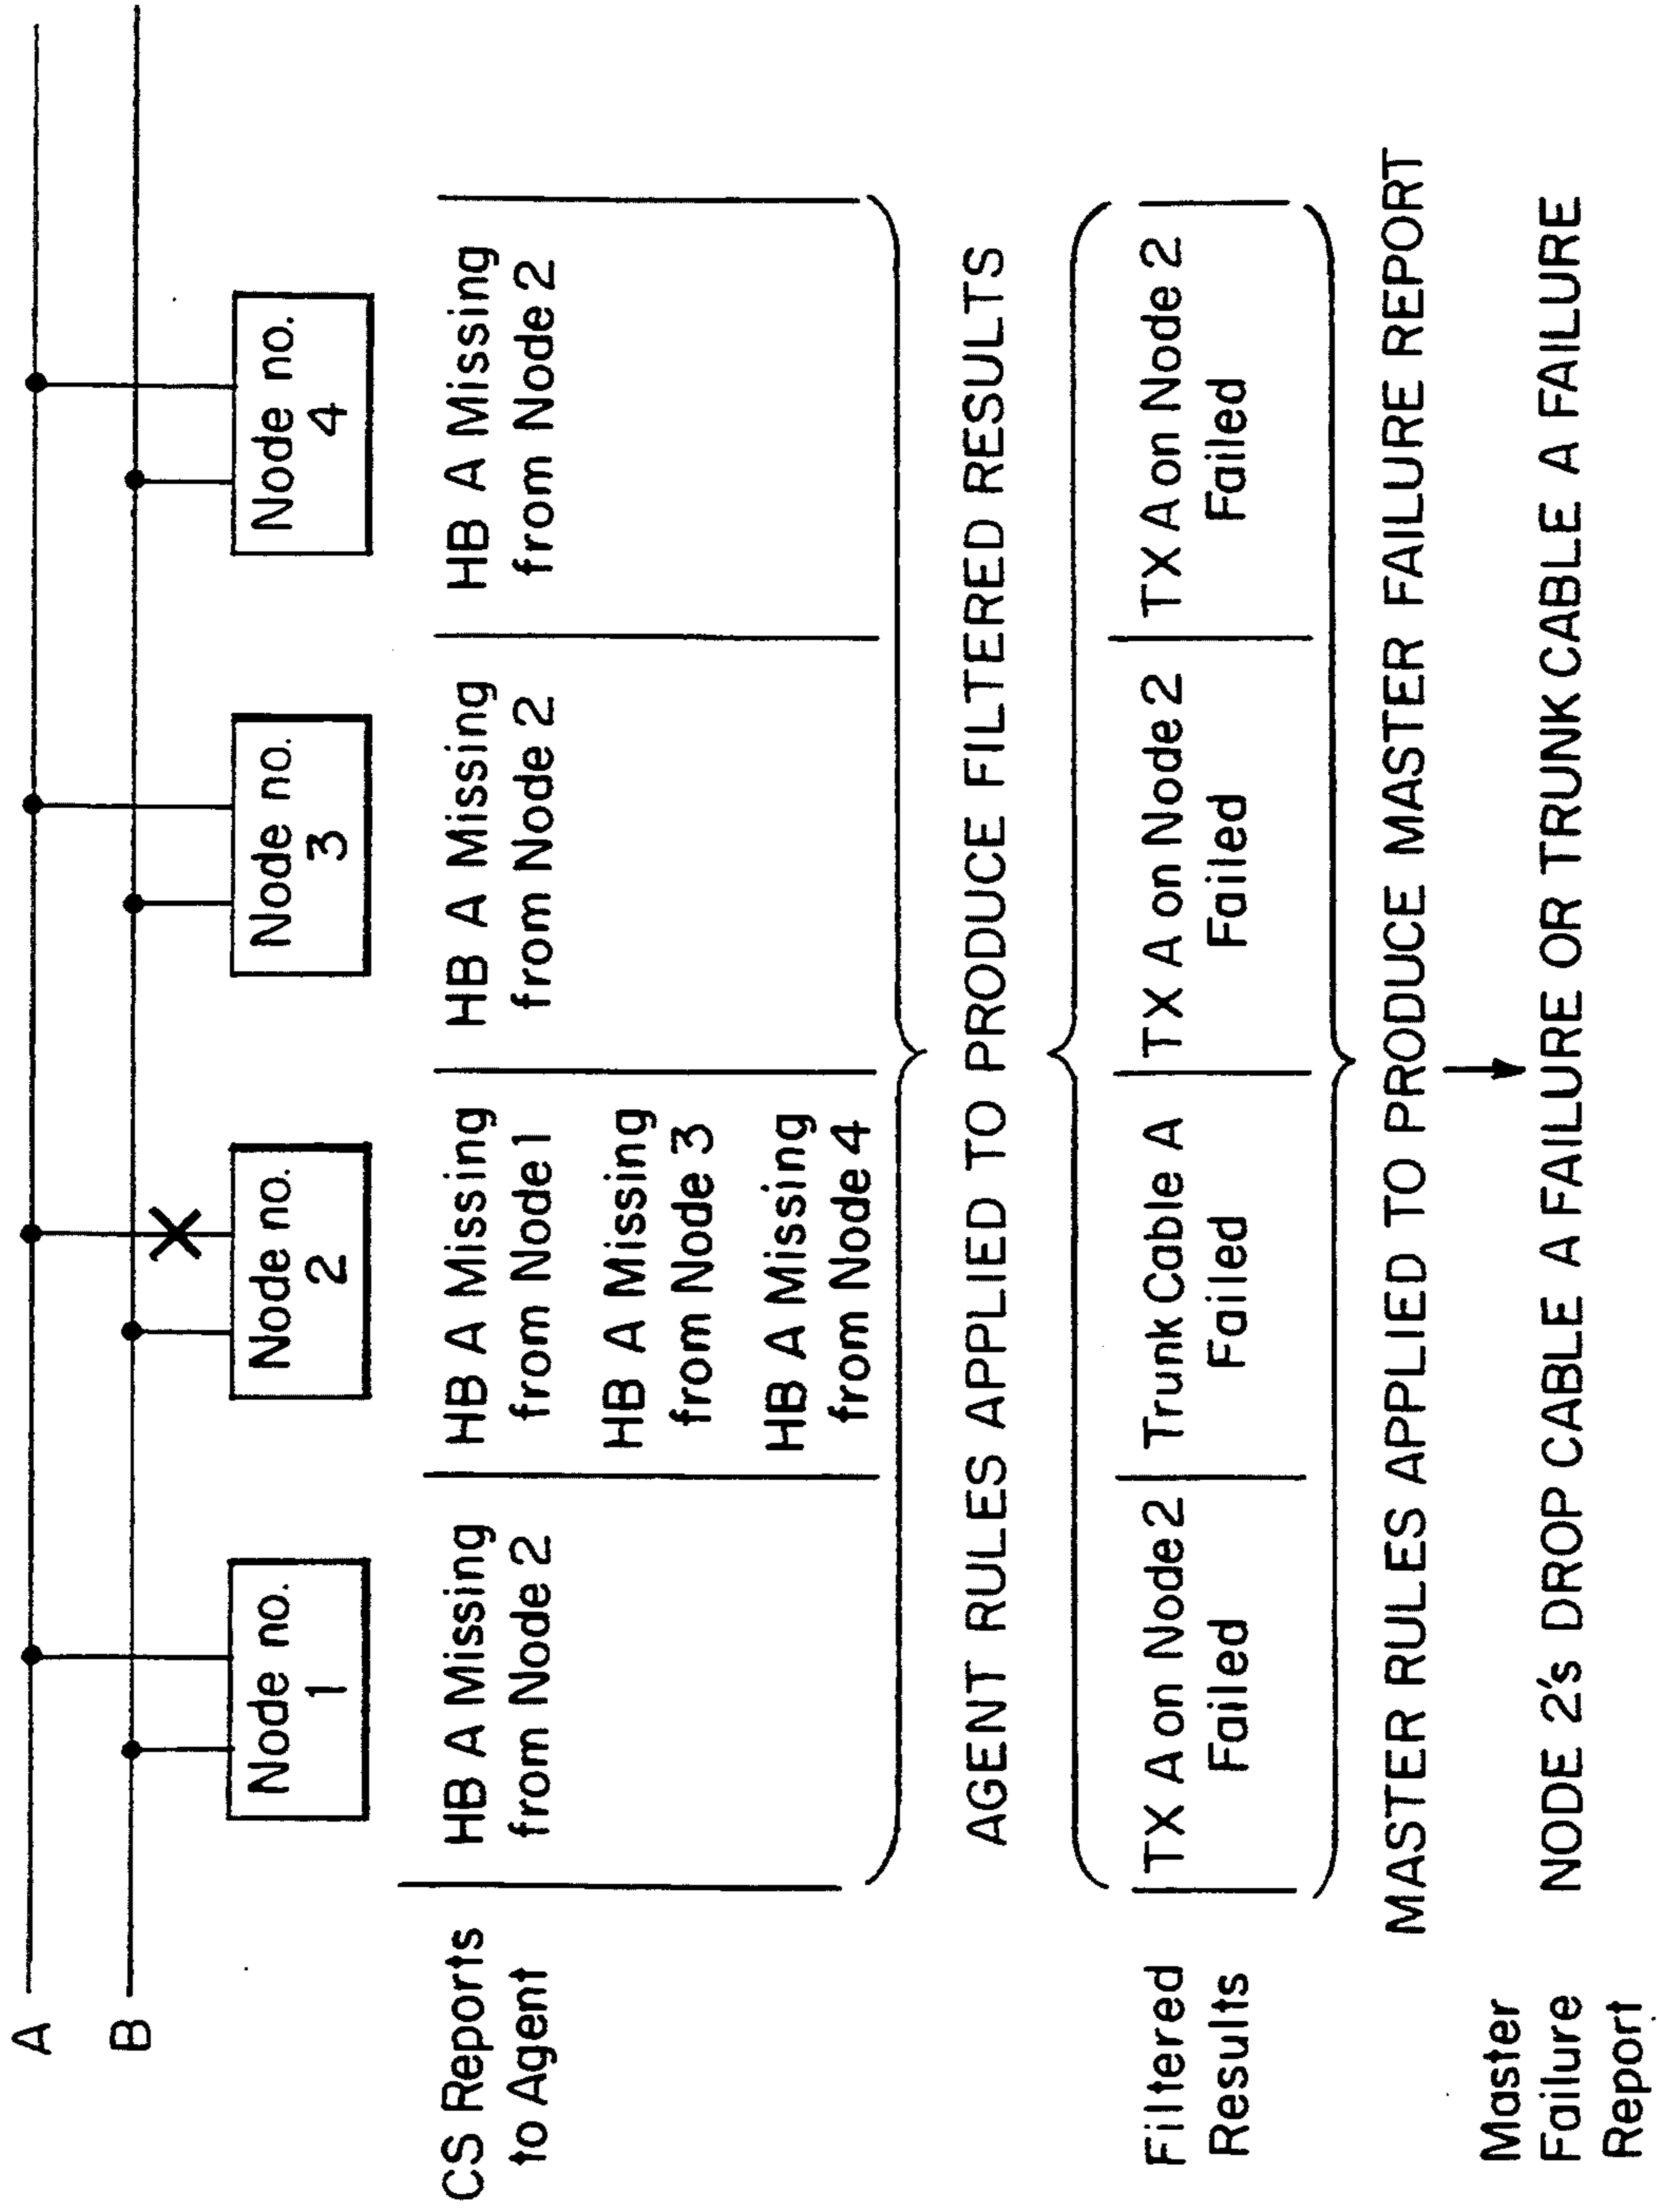 A
B
Node no.
1
Node no.
2
Node no.
3
Node no.
4
CS Reports
to Agent
HB A Missing
from Node 2
HB A Missing
from Node 1
HB A Missing
from Node 3
HB A Missing
from Node 4
HB A Missing
from Node 2
HB A Missing
from Node 2
AGENT RULES APPLIED TO PRODUCE FILTERED RESULTS
Filtered
Results
TX A on Node 2
Failed
Trunk Cable A
Failed
TX A on Node 2
Failed
TX A on Node 2
Failed
MASTER RULES APPLIED TO PRODUCE MASTER FAILURE REPORT
Master
Failure
Report
NODE 2's DROP CABLE A FAILURE OR TRUNK CABLE A FAILURE